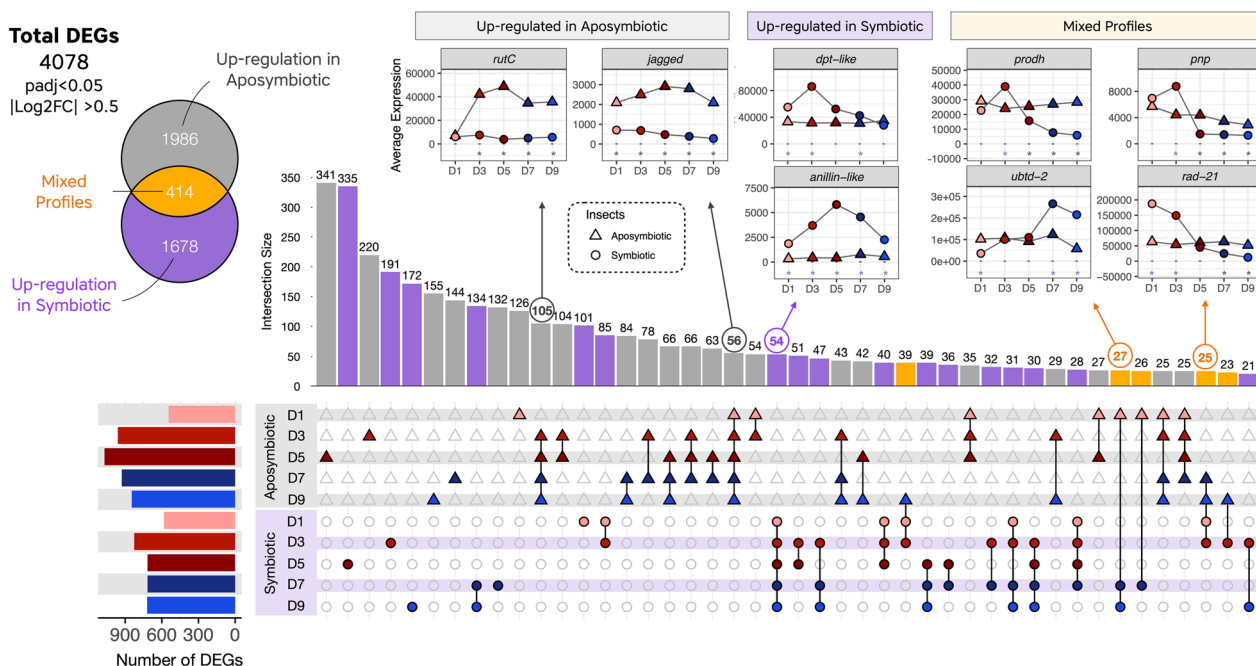 Total DEGs
4078
padj<0.05
|Log2FC| >0.5
Up-regulation
in Aposymbiotic
1986
Mixed
Profiles
414
1678
Up-regulation
in Symbiotic
Up-regulated in Aposymbiotic
Up-regulated in Symbiotic
Mixed Profiles
Average Expression
rutC
60000
40000
20000
0
- * * * *
D1 D3 D5 D7 D9
jagged
3000
2000
1000
0
* * * * *
D1 D3 D5 D7 D9
dpt-like
80000
40000
0
* * - * -
anillin-like
7500
5000
2500
0
* * * * *
D1 D3 D5 D7 D9
prodh
50000
40000
30000
20000
10000
0
-10000
- * * * *
pnp
8000
4000
0
- * * * *
ubtd-2
3e+05
2e+05
1e+05
0e+00
* - - * *
D1 D3 D5 D7 D9
rad-21
200000
150000
100000
50000
0
-50000
* * - * *
D1 D3 D5 D7 D9
Insects
Aposymbiotic
Symbiotic
Intersection Size
350
300
250
200
150
100
50
0
341 335 220 191 172 155 144 134 132 126 105 104 101 85 84 78 66 66 63 56 54 54 51 47 43 42 40 39 39 36 35 32 31 30 29 28 27 27 26 25 25 25 23 21
Aposymbiotic
D1
D3
D5
D7
D9
Symbiotic
D1
D3
D5
D7
D9
900 600 300 0
Number of DEGs